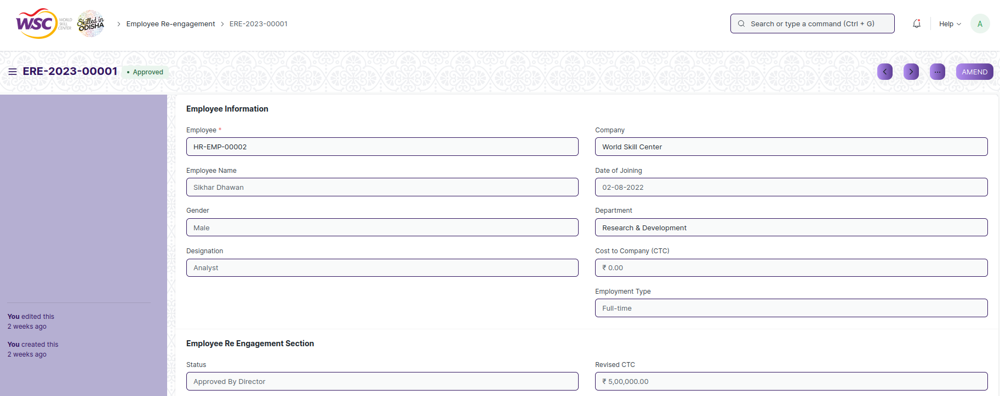 WSC WORLD SKILL CENTER
Skilled in ODISHA
Employee Re-engagement
ERE-2023-00001
Search or type a command (Ctrl + G)
Help
A
ERE-2023-00001
Approved
...
AMEND
Employee Information
Employee *
Company
HR-EMP-00002
World Skill Center
Employee Name
Date of Joining
Sikhar Dhawan
02-08-2022
Gender
Department
Male
Research & Development
Designation
Cost to Company (CTC)
Analyst
₹ 0.00
Employment Type
Full-time
You edited this
2 weeks ago
You created this
2 weeks ago
Employee Re Engagement Section
Status
Revised CTC
Approved By Director
₹ 5,00,000.00